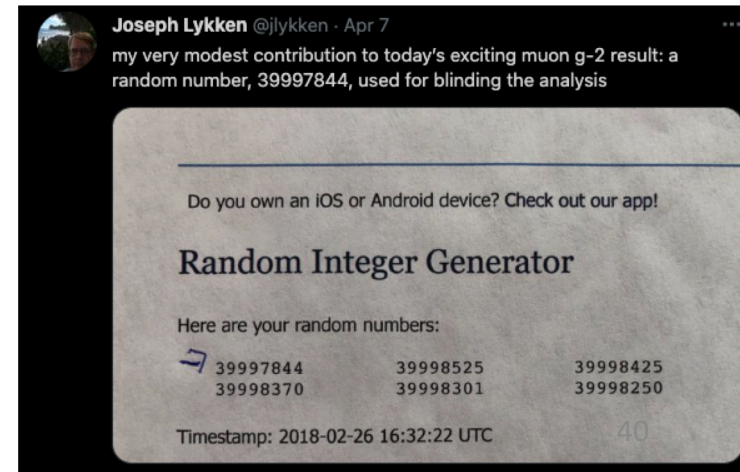 Joseph Lykken @jlykken · Apr 7
my very modest contribution to today's exciting muon g-2 result: a
random number, 39997844, used for blinding the analysis
Do you own an iOS or Android device? Check out our app!
Random Integer Generator
Here are your random numbers:
39997844 39998525 39998425
39998370 39998301 39998250
Timestamp: 2018-02-26 16:32:22 UTC
40